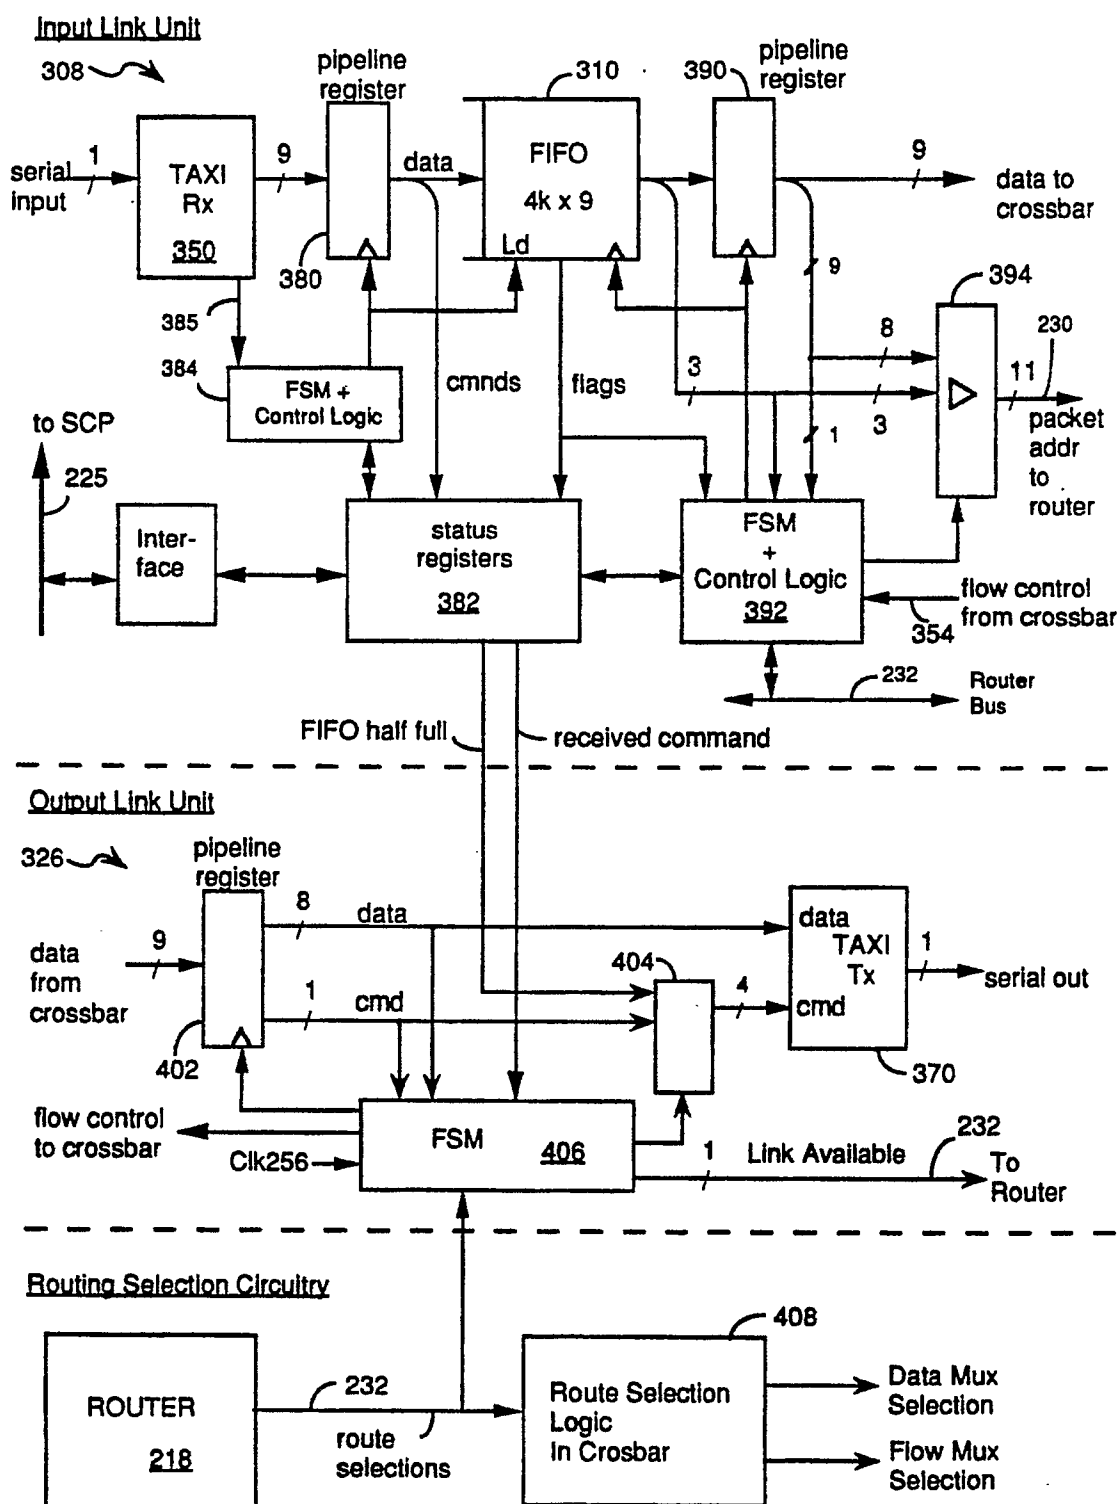 Input Link Unit
308
pipeline
register
310
390
pipeline
register
serial
input
1
TAXI
Rx
350
9
380
data
FIFO
4k x 9
Ld
9
data to
crossbar
9
394
385
384
FSM +
Control Logic
cmnds
flags
3
8
3
1
11
230
packet
addr
to
router
to SCP
225
Inter-
face
status
registers
382
FSM
+
Control Logic
392
flow control
from crossbar
354
232
Router
Bus
FIFO half full
received command
Output Link Unit
326
pipeline
register
data
from
crossbar
9
402
8
data
1
cmd
404
4
data
TAXI
Tx
cmd
370
1
serial out
flow control
to crossbar
Clk256
FSM
406
1
Link Available
232
To
Router
Routing Selection Circuitry
ROUTER
218
232
route
selections
408
Route Selection
Logic
In Crosbar
Data Mux
Selection
Flow Mux
Selection